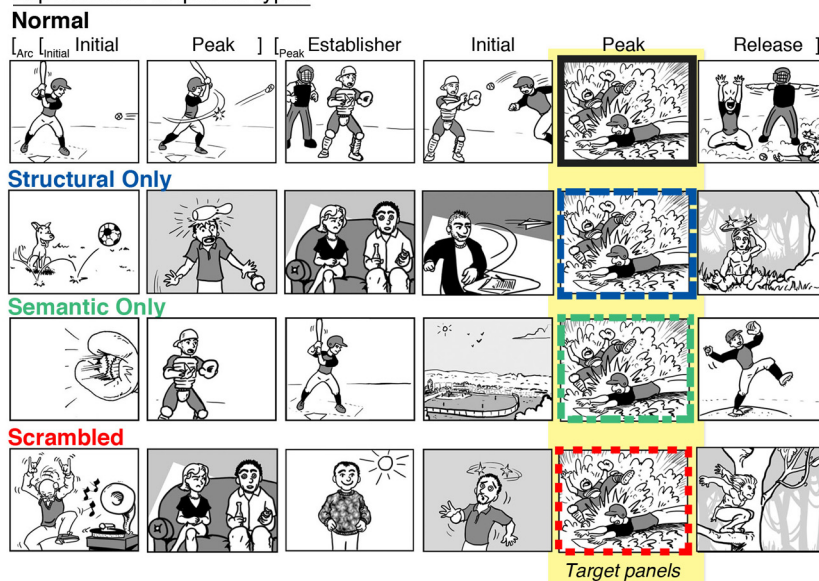 Normal
[Arc [Initial Initial Peak ] [Peak Establisher Initial Peak Release ]
Structural Only
Semantic Only
Scrambled
Target panels